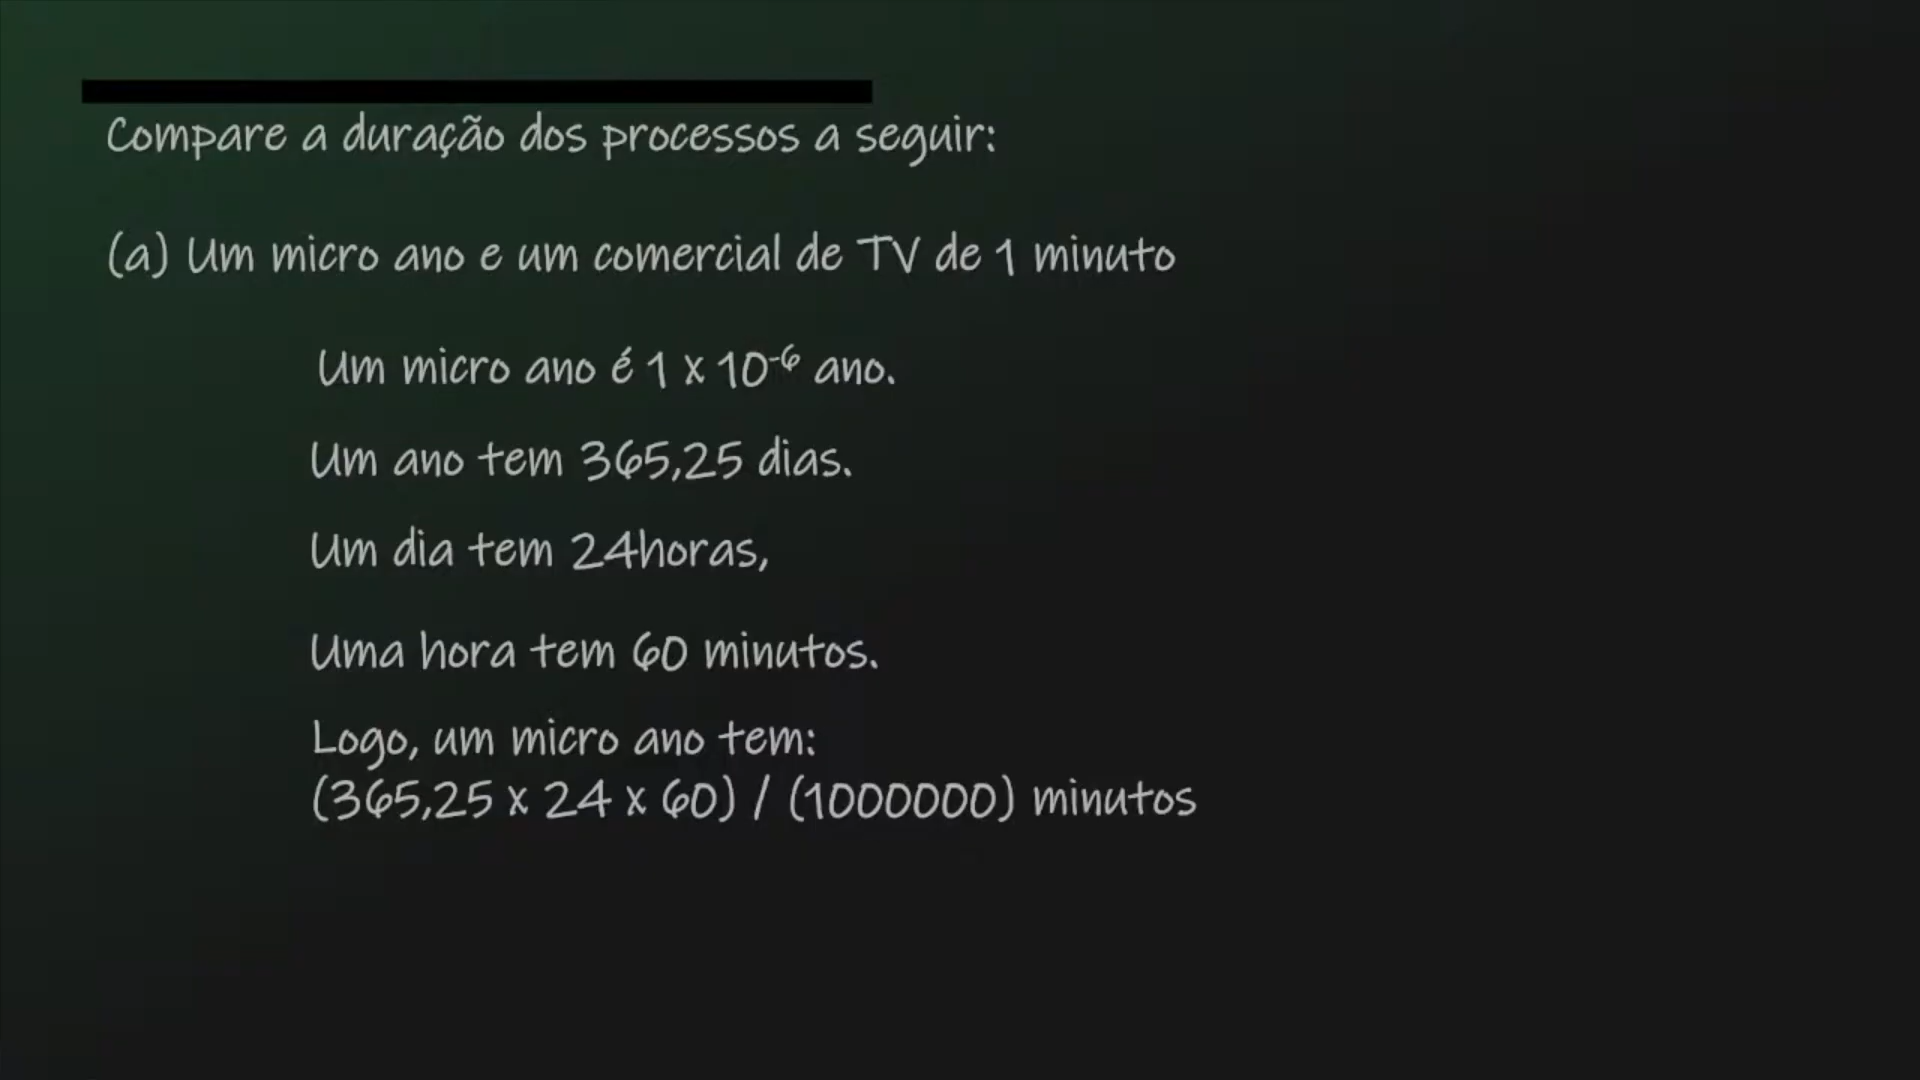 Compare a duração dos processos a seguir:
(a) Um micro ano e um comercial de TV de 1 minuto
Um micro ano é 1 x 10⁻⁶ ano.
Um ano tem 365,25 dias.
Um dia tem 24horas,
Uma hora tem 60 minutos.
Logo, um micro ano tem:
(365,25 x 24 x 60) / (1000000) minutos